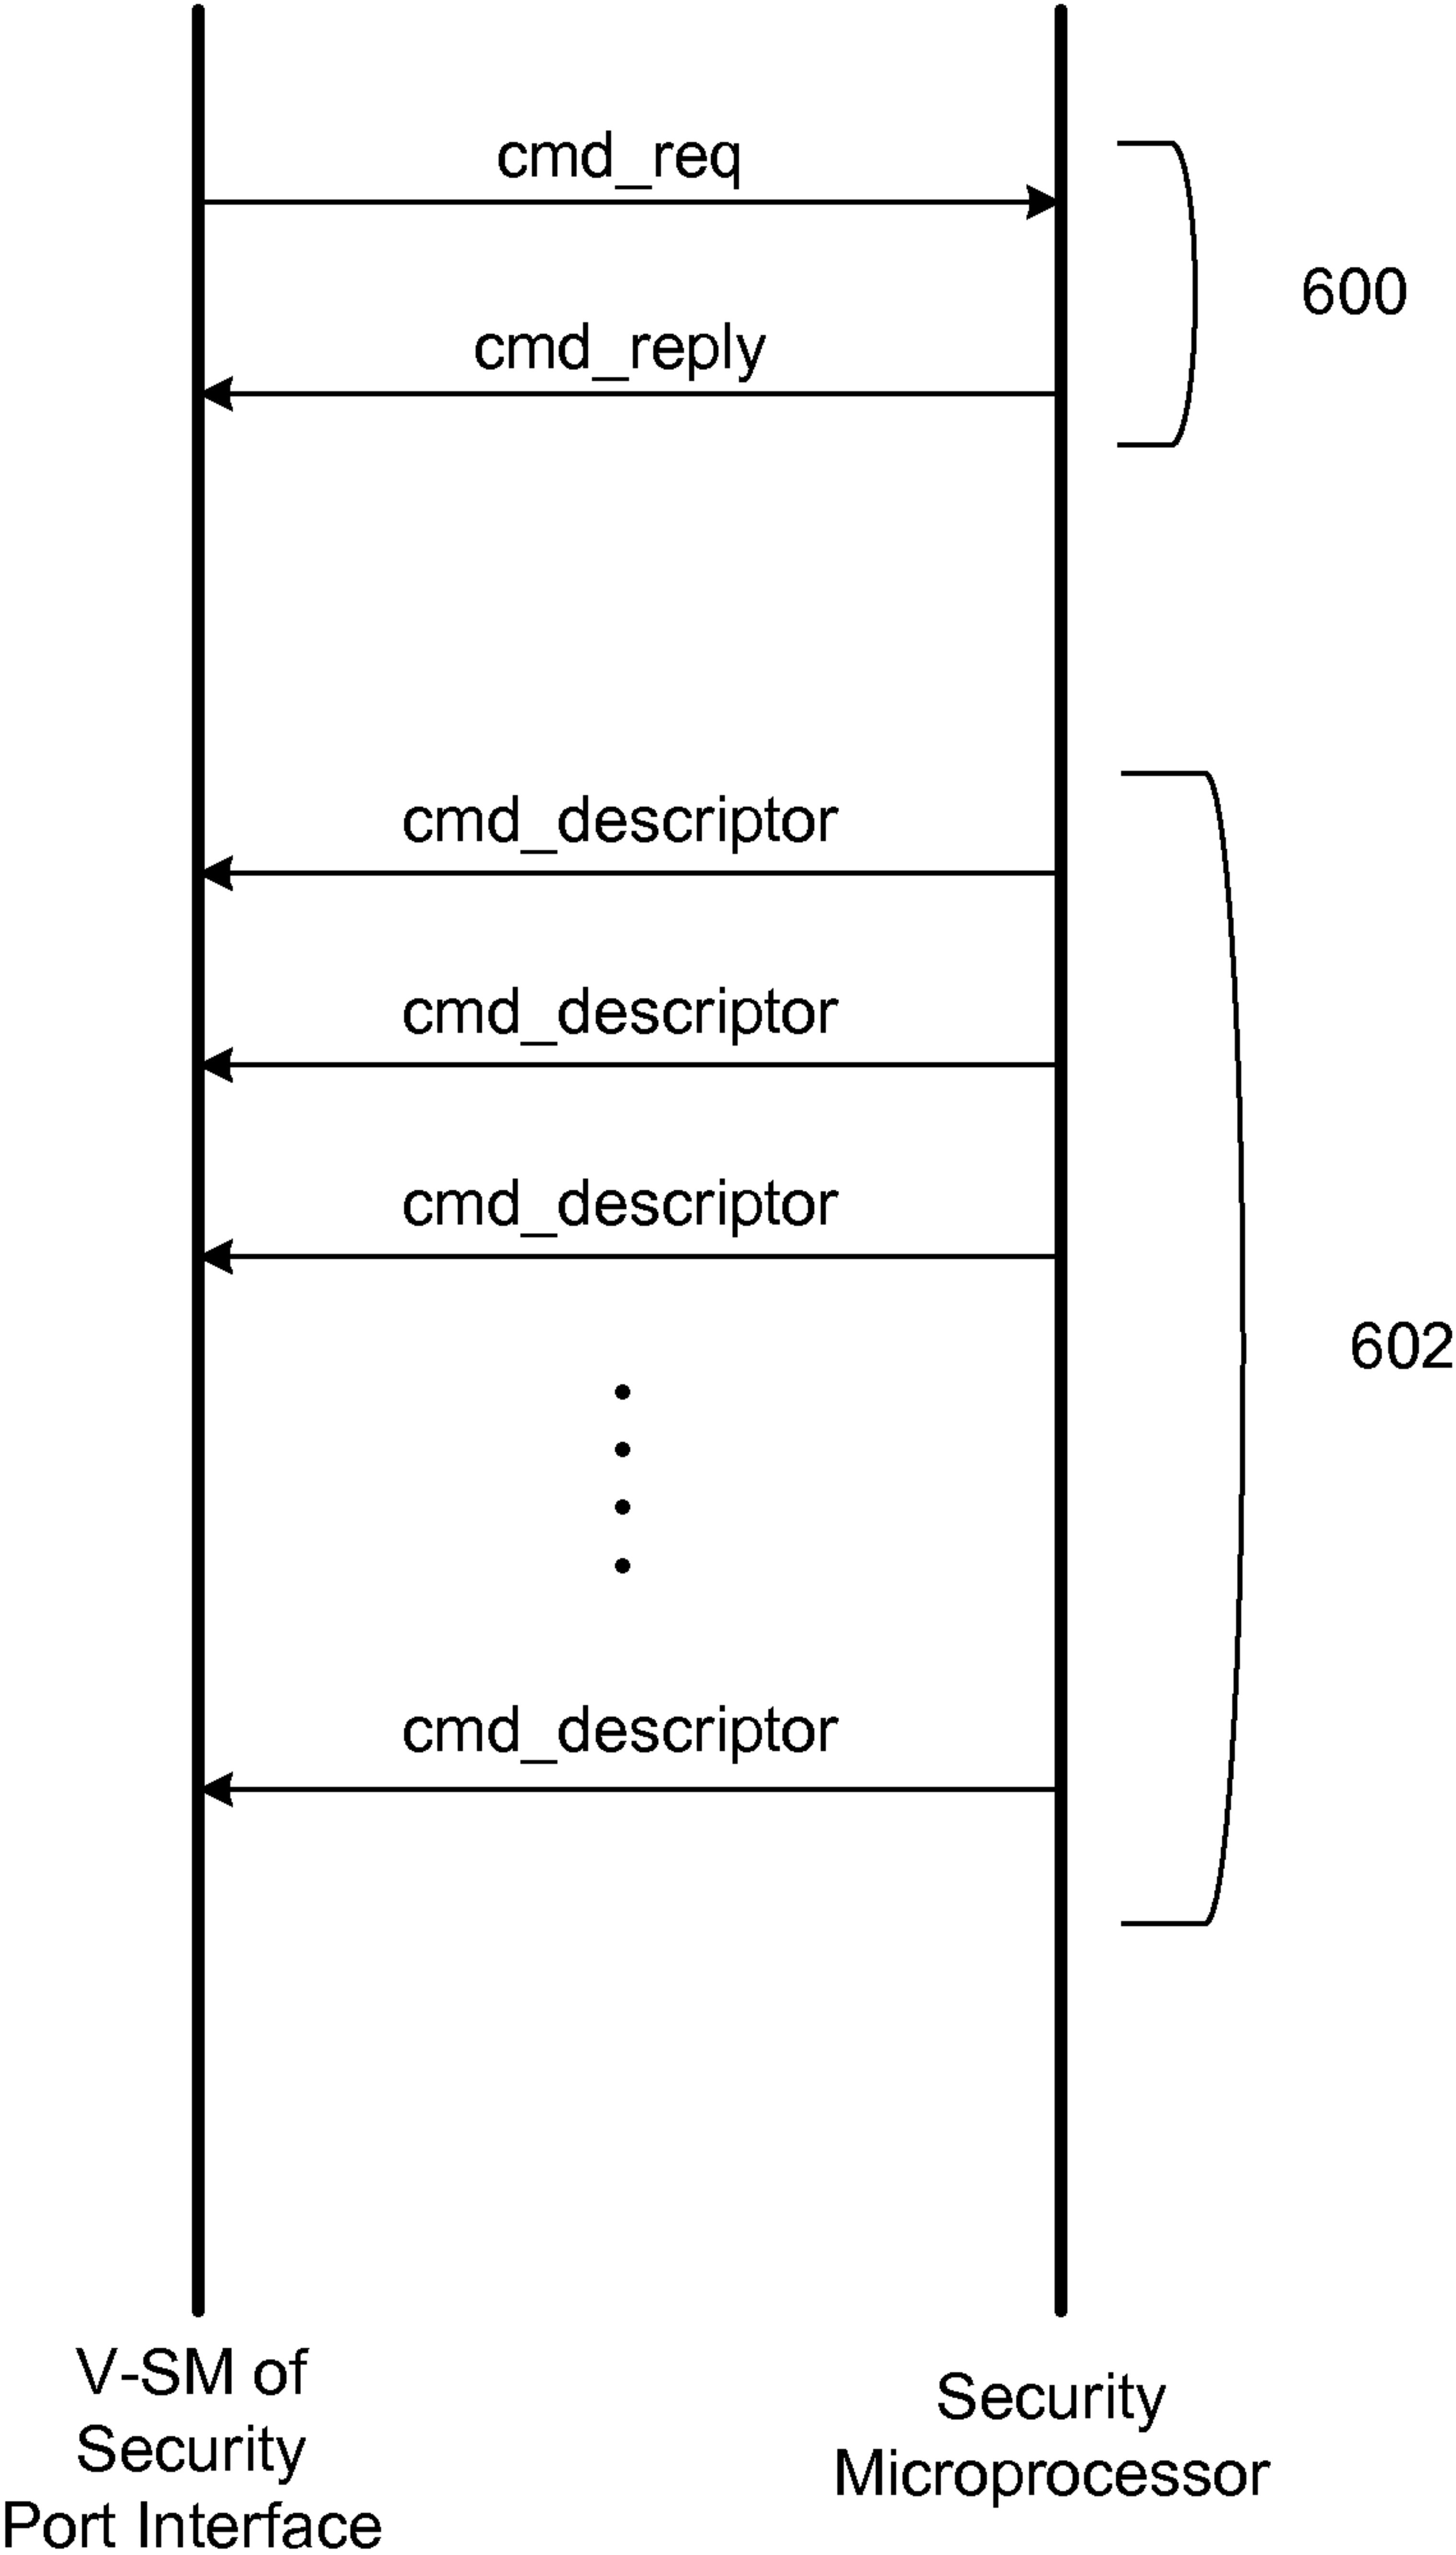 cmd_req
600
cmd_reply
cmd_descriptor
cmd_descriptor
cmd_descriptor
602
cmd_descriptor
V-SM of
Security
Port Interface
Security
Microprocessor